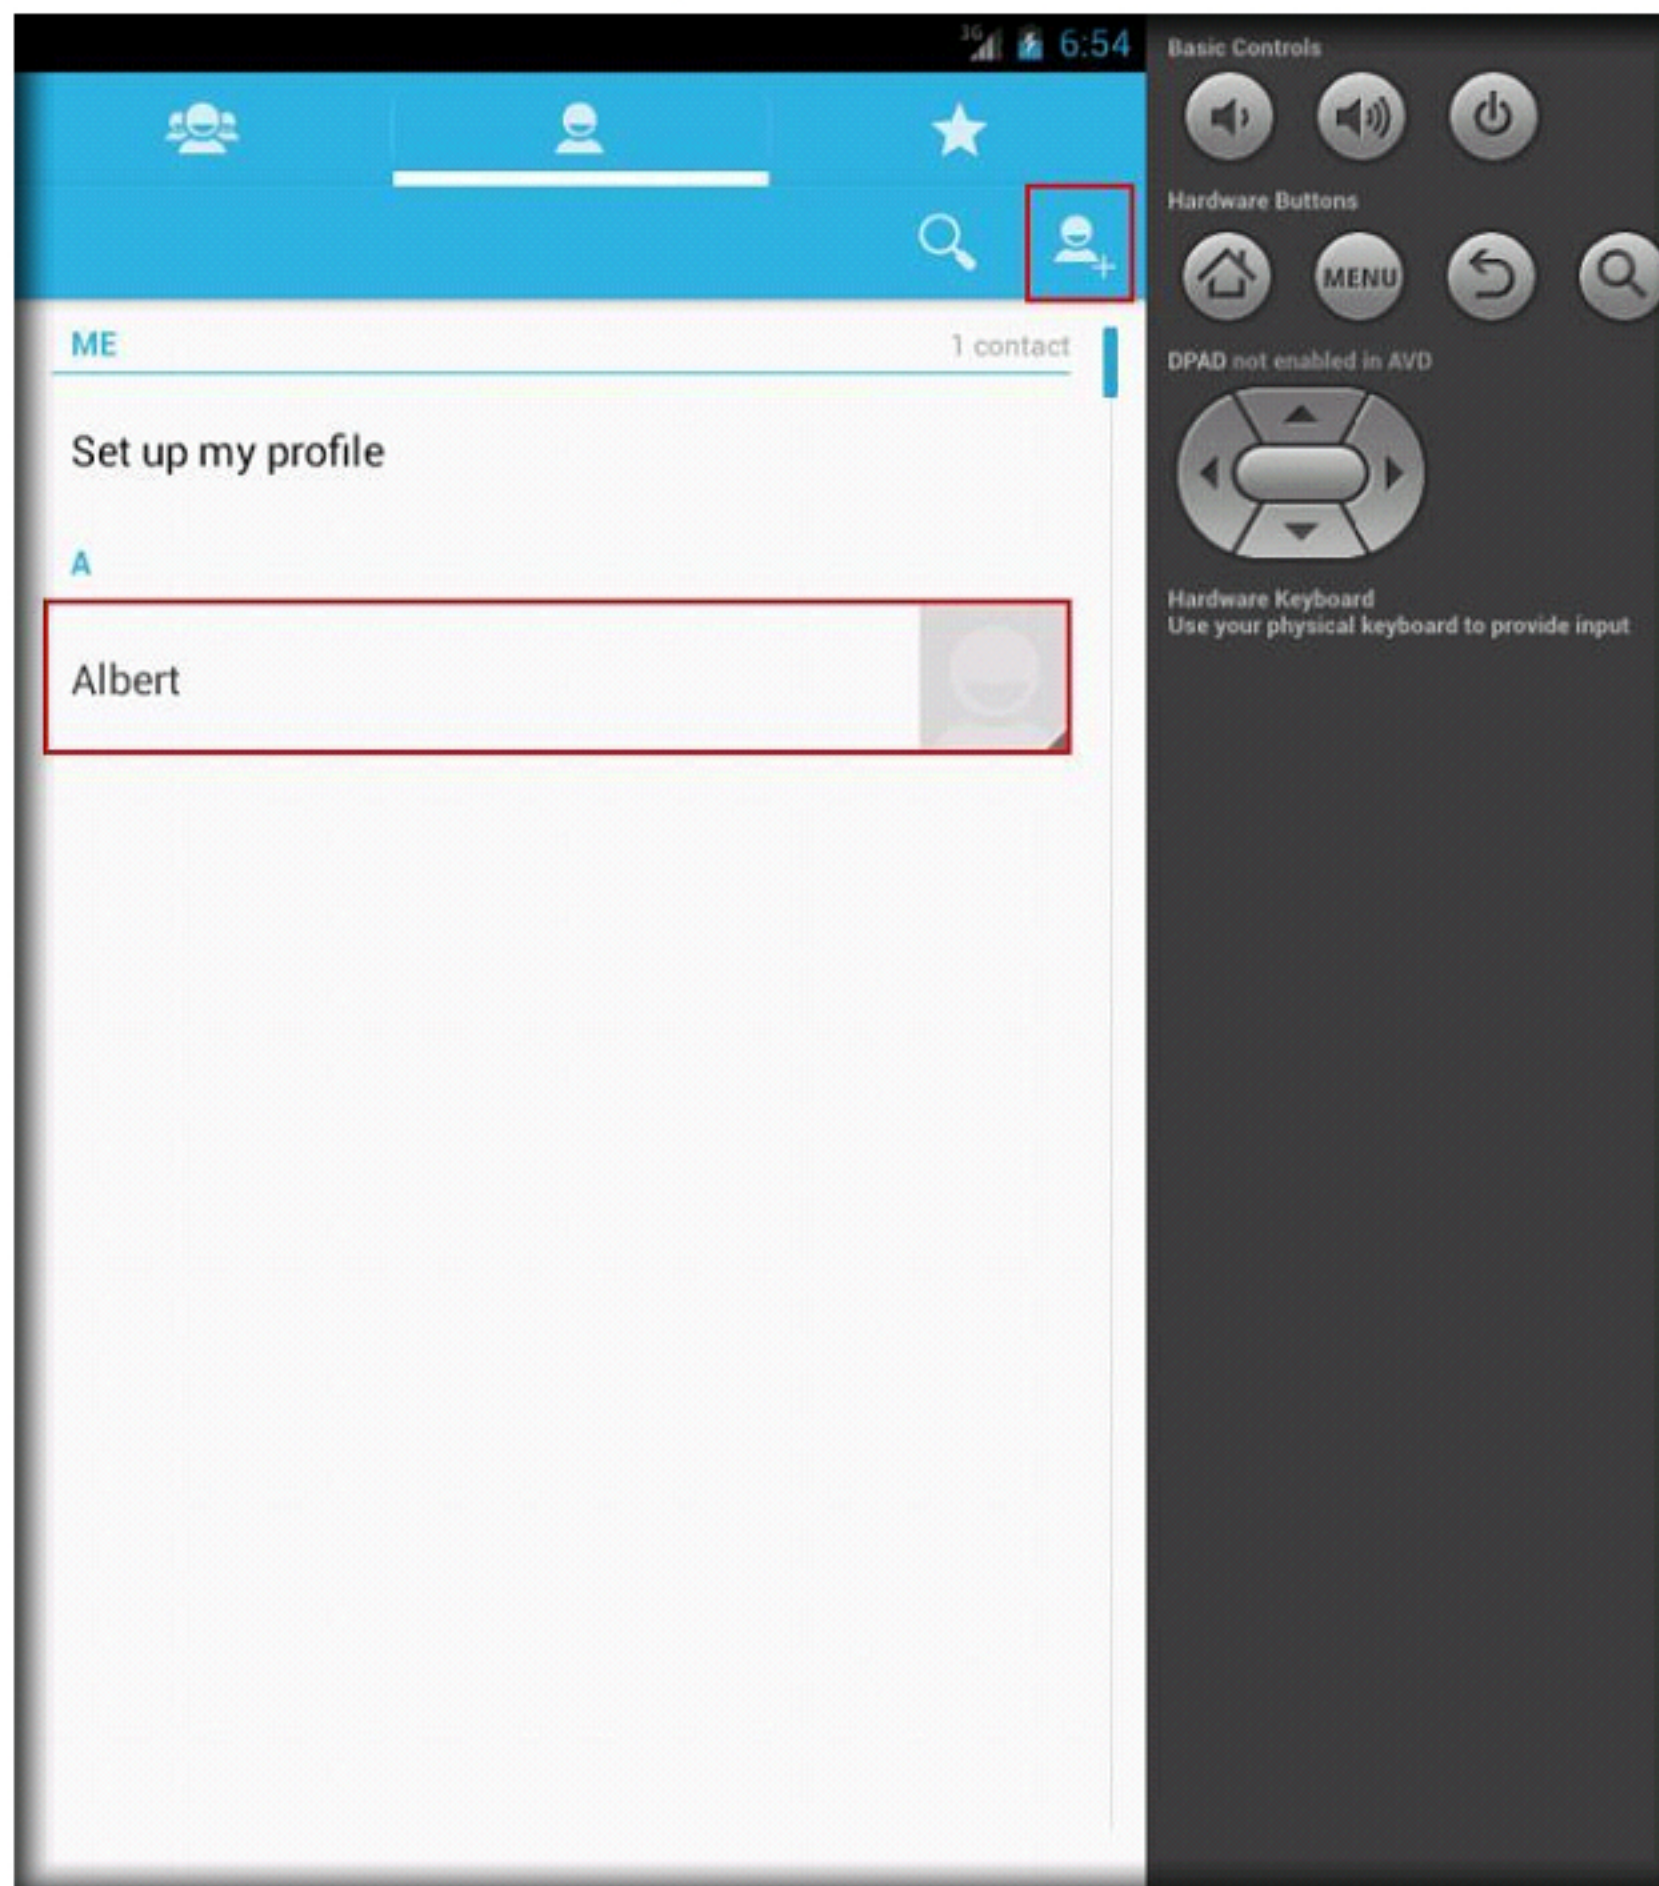 3G 6:54
ME 1 contact
Set up my profile
A
Albert
Basic Controls
Hardware Buttons
MENU
DPAD not enabled in AVD
Hardware Keyboard
Use your physical keyboard to provide input